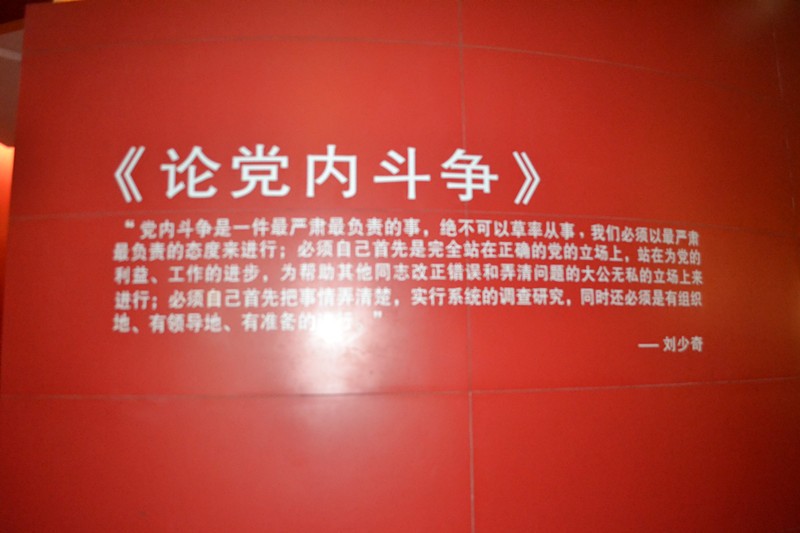 《论党内斗争》
“党内斗争是一件最严肃最负责的事，绝不可以草率从事，我们必须以最严肃
最负责的态度来进行；必须自己首先是完全站在正确的党的立场上，站在为党的
利益、工作的进步，为帮助其他同志改正错误和弄清问题的大公无私的立场上来
进行；必须自己首先把事情弄清楚，实行系统的调查研究，同时还必须是有组织
地、有领导地、有准备的进行。”
——刘少奇